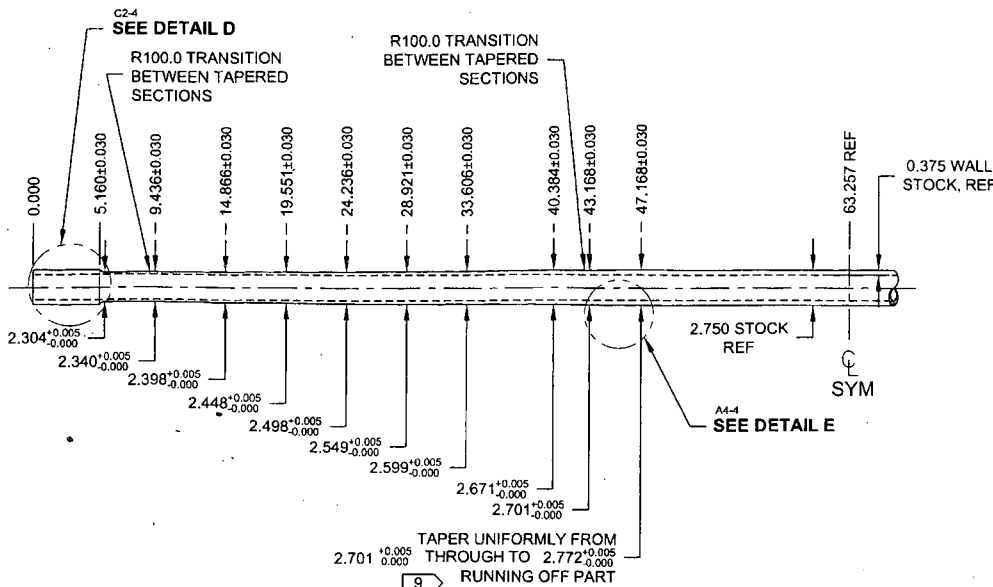 C2-4
SEE DETAIL D
R100.0 TRANSITION
BETWEEN TAPERED
SECTIONS
R100.0 TRANSITION
BETWEEN TAPERED
SECTIONS
0.000
5.160±0.030
9.436±0.030
14.866±0.030
19.551±0.030
24.236±0.030
28.921±0.030
33.606±0.030
40.384±0.030
43.168±0.030
47.168±0.030
63.257 REF
0.375 WALL
STOCK, REF
2.304 +0.005 -0.000
2.340 +0.005 -0.000
2.398 +0.005 -0.000
2.448 +0.005 -0.000
2.498 +0.005 -0.000
2.549 +0.005 -0.000
2.599 +0.005 -0.000
2.671 +0.005 -0.000
2.701 +0.005 -0.000
2.750 STOCK
REF
CL
SYM
A4-4
SEE DETAIL E
TAPER UNIFORMLY FROM
2.701 +0.005 0.000 THROUGH TO 2.772 +0.005 -0.000
RUNNING OFF PART
9